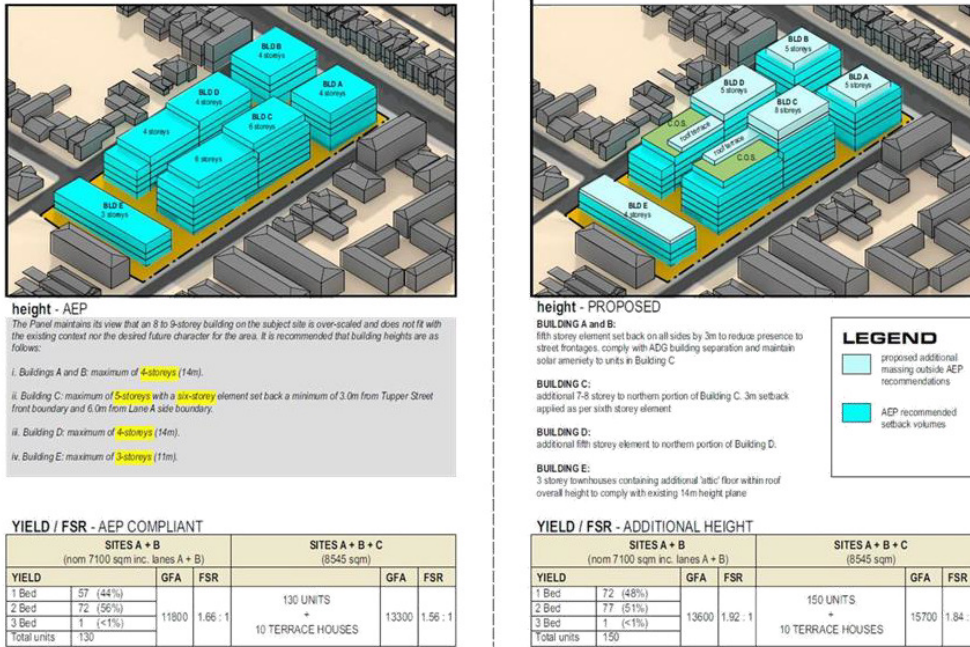 BLD B
4 storeys
BLD A
4 storeys
BLD D
4 storeys
BLD C
6 storeys
4 storeys
6 storeys
BLD E
3 storeys
height - AEP
The Panel maintains its view that an 8 to 9-storey building on the subject site is over-scaled and does not fit with
the existing context nor the desired future character for the area. It is recommended that building heights are as
follows:
i. Buildings A and B: maximum of 4-storeys (14m).
ii. Building C: maximum of 5-storeys with a six-storey element set back a minimum of 3.0m from Tupper Street
front boundary and 6.0m from Lane A side boundary.
iii. Building D: maximum of 4-storeys (14m).
iv. Building E: maximum of 3-storeys (11m).
YIELD / FSR - AEP COMPLIANT
SITES A + B
(nom 7100 sqm inc. lanes A + B)
SITES A + B + C
(8545 sqm)
YIELD GFA FSR GFA FSR
1 Bed 57 (44%)
2 Bed 72 (56%)
3 Bed 1 (<1%)
Total units 130
11800 1.66 : 1
130 UNITS
+
10 TERRACE HOUSES
13300 1.56 : 1
BLD B
5 storeys
BLD A
5 storeys
BLD D
5 storeys
BLD C
8 storeys
C.O.S.
roof terrace
roof terrace
C.O.S.
BLD E
4 storeys
height - PROPOSED
BUILDING A and B:
fifth storey element set back on all sides by 3m to reduce presence to
street frontages, comply with ADG building separation and maintain
solar ameniety to units in Building C
BUILDING C:
additional 7-8 storey to northern portion of Building C. 3m setback
applied as per sixth storey element
BUILDING D:
additional fifth storey element to northern portion of Building D.
BUILDING E:
3 storey townhouses containing additional 'attic' floor within roof
overall height to comply with existing 14m height plane
LEGEND
proposed additional
massing outside AEP
recommendations
AEP recommended
setback volumes
YIELD / FSR - ADDITIONAL HEIGHT
SITES A + B
(nom 7100 sqm inc. lanes A + B)
SITES A + B + C
(8545 sqm)
YIELD GFA FSR GFA FSR
1 Bed 72 (48%)
2 Bed 77 (51%)
3 Bed 1 (<1%)
Total units 150
13600 1.92 : 1
150 UNITS
+
10 TERRACE HOUSES
15700 1.84 :